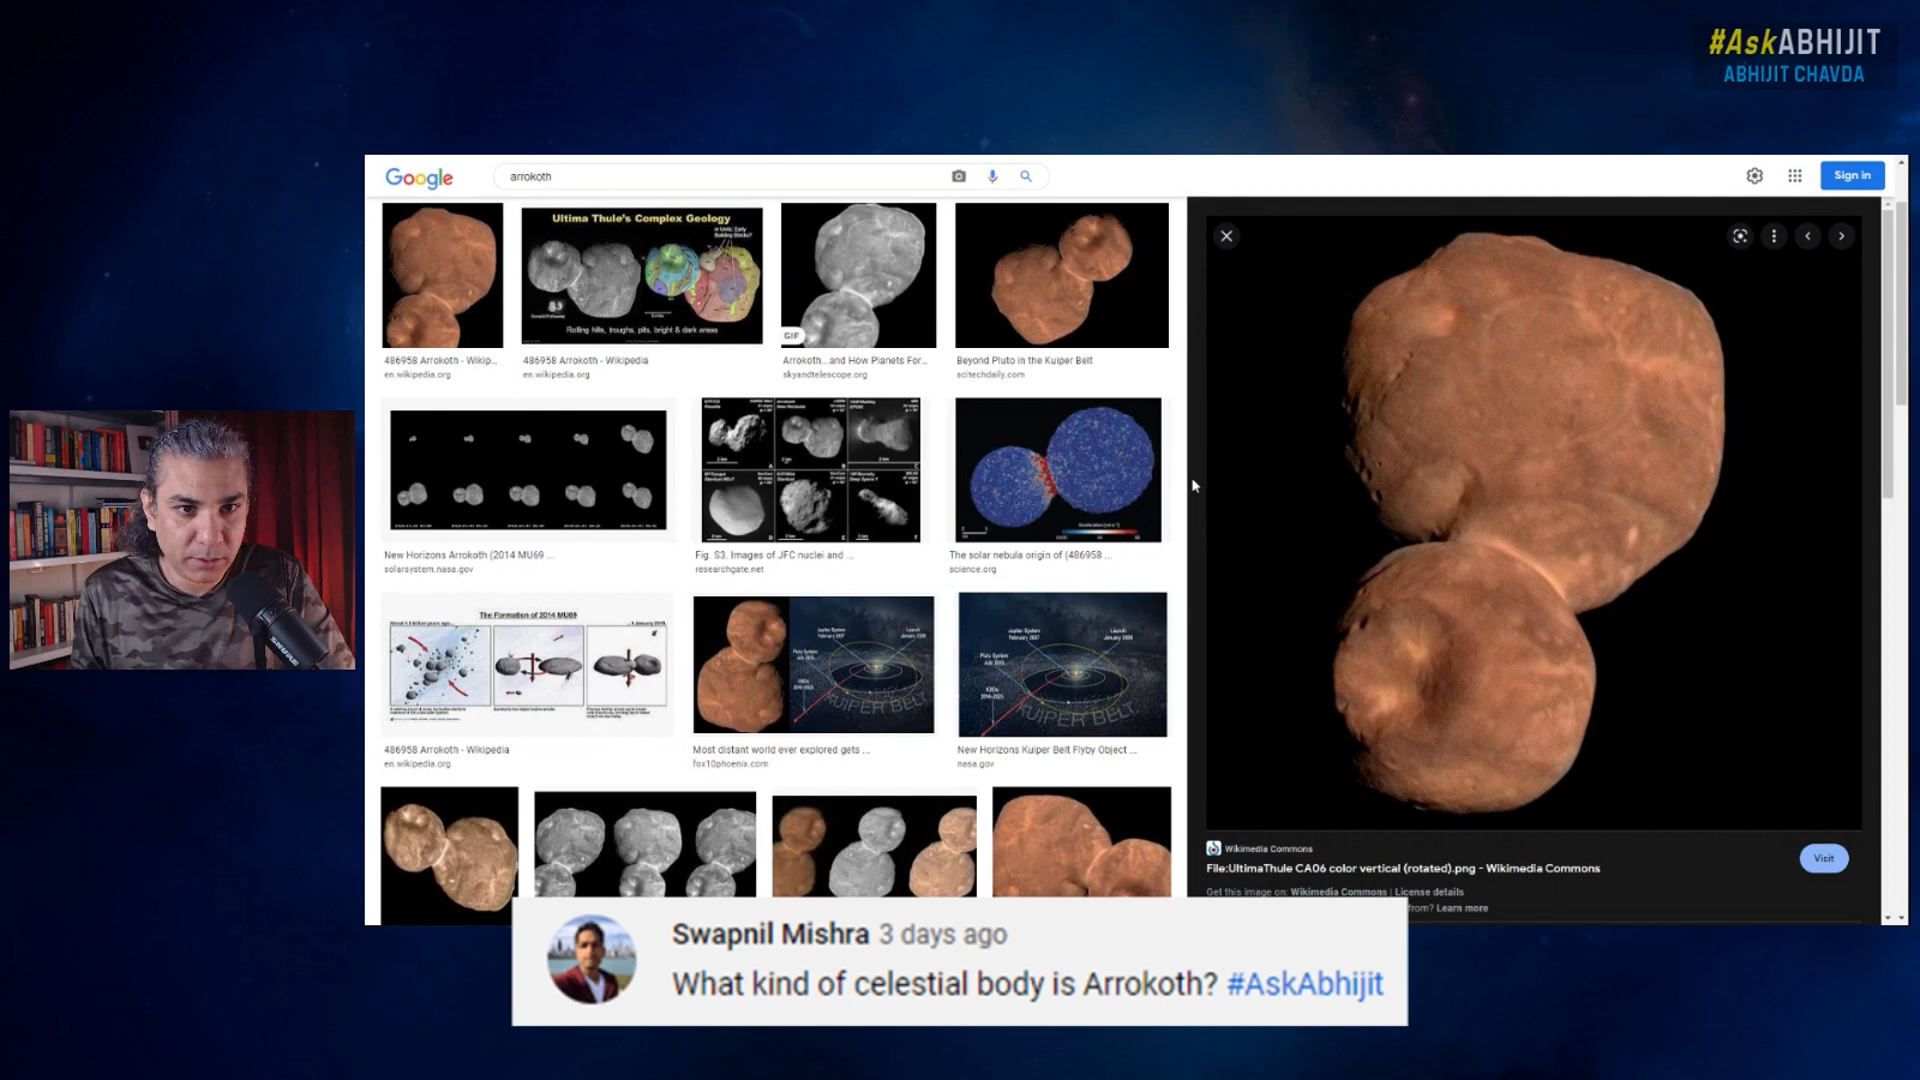 #AskABHIJIT
ABHIJIT CHAVDA
Google
arrokoth
Sign in
Ultima Thule's Complex Geology
Rolling hills, troughs, pits, bright & dark areas
GIF
486958 Arrokoth - Wikip...
en.wikipedia.org
486958 Arrokoth - Wikipedia
en.wikipedia.org
Arrokoth...and How Planets For...
skyandtelescope.org
Beyond Pluto in the Kuiper Belt
scitechdaily.com
New Horizons Arrokoth (2014 MU69 ...
solarsystem.nasa.gov
Fig. S3. Images of JFC nuclei and ...
researchgate.net
The solar nebula origin of (486958 ...
science.org
The Formation of 2014 MU69
486958 Arrokoth - Wikipedia
en.wikipedia.org
KUIPER BELT
Most distant world ever explored gets ...
fox10phoenix.com
KUIPER BELT
New Horizons Kuiper Belt Flyby Object ...
nasa.gov
SHURE
Wikimedia Commons
File:UltimaThule CA06 color vertical (rotated).png - Wikimedia Commons
Visit
Get this image on: Wikimedia Commons | License details
from? Learn more
Swapnil Mishra 3 days ago
What kind of celestial body is Arrokoth? #AskAbhijit